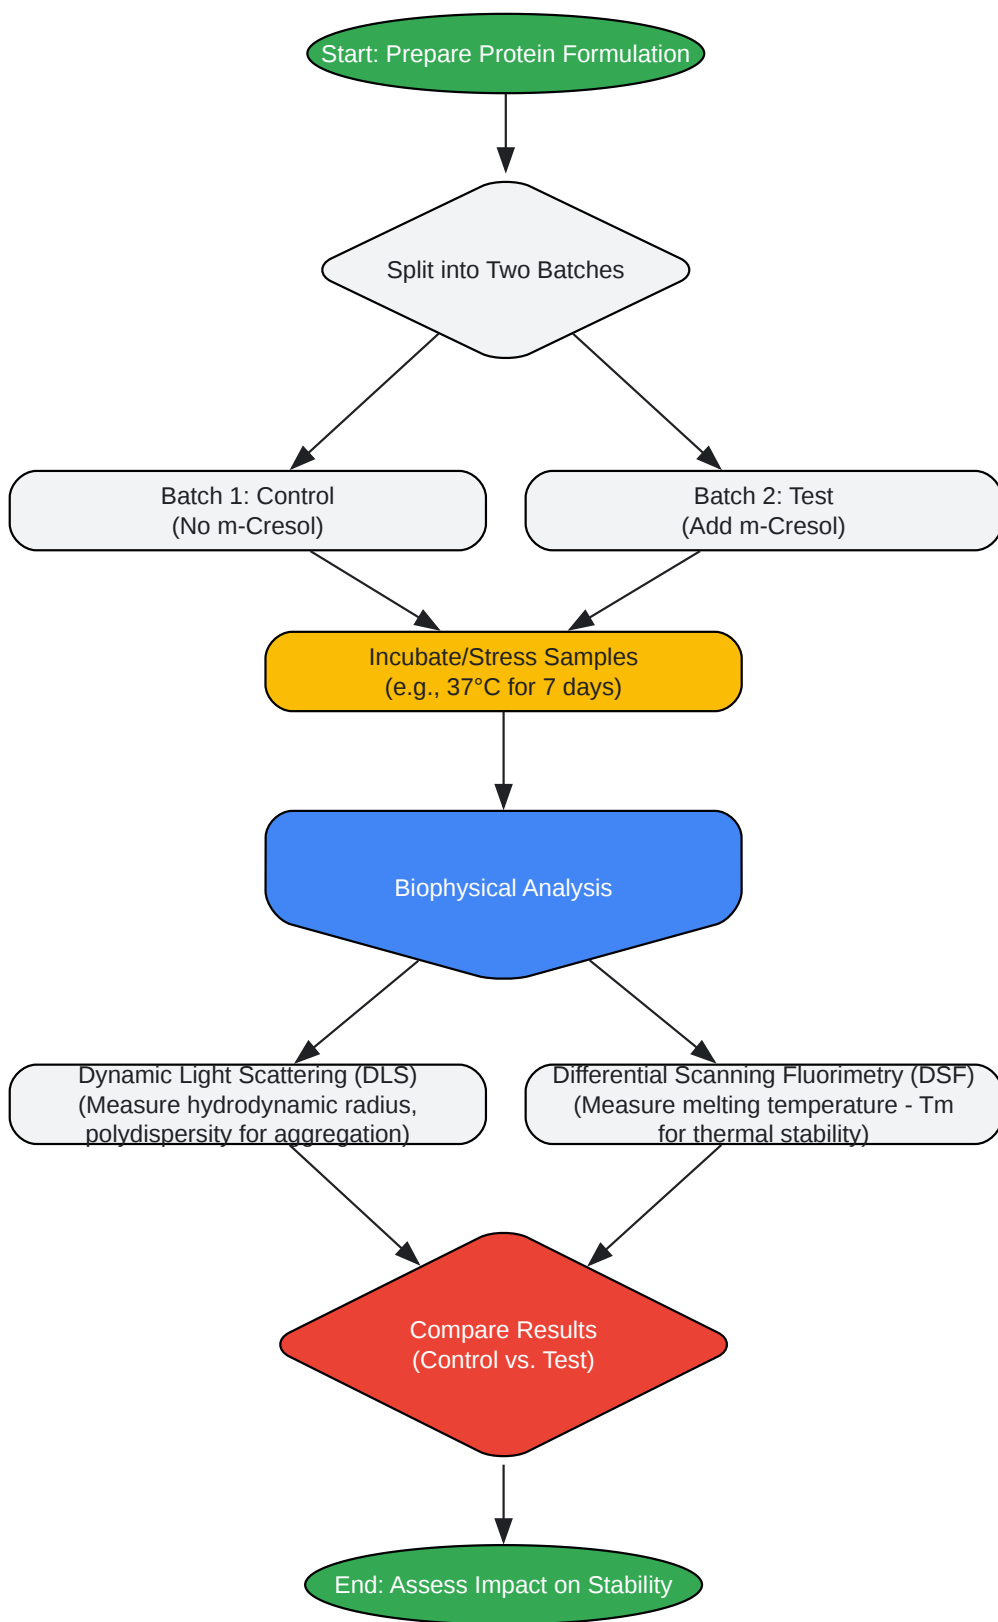 Start: Prepare Protein Formulation
Split into Two Batches
Batch 1: Control
(No m-Cresol)
Batch 2: Test
(Add m-Cresol)
Incubate/Stress Samples
(e.g., 37°C for 7 days)
Biophysical Analysis
Dynamic Light Scattering (DLS)
(Measure hydrodynamic radius,
polydispersity for aggregation)
Differential Scanning Fluorimetry (DSF)
(Measure melting temperature - Tm
for thermal stability)
Compare Results
(Control vs. Test)
End: Assess Impact on Stability